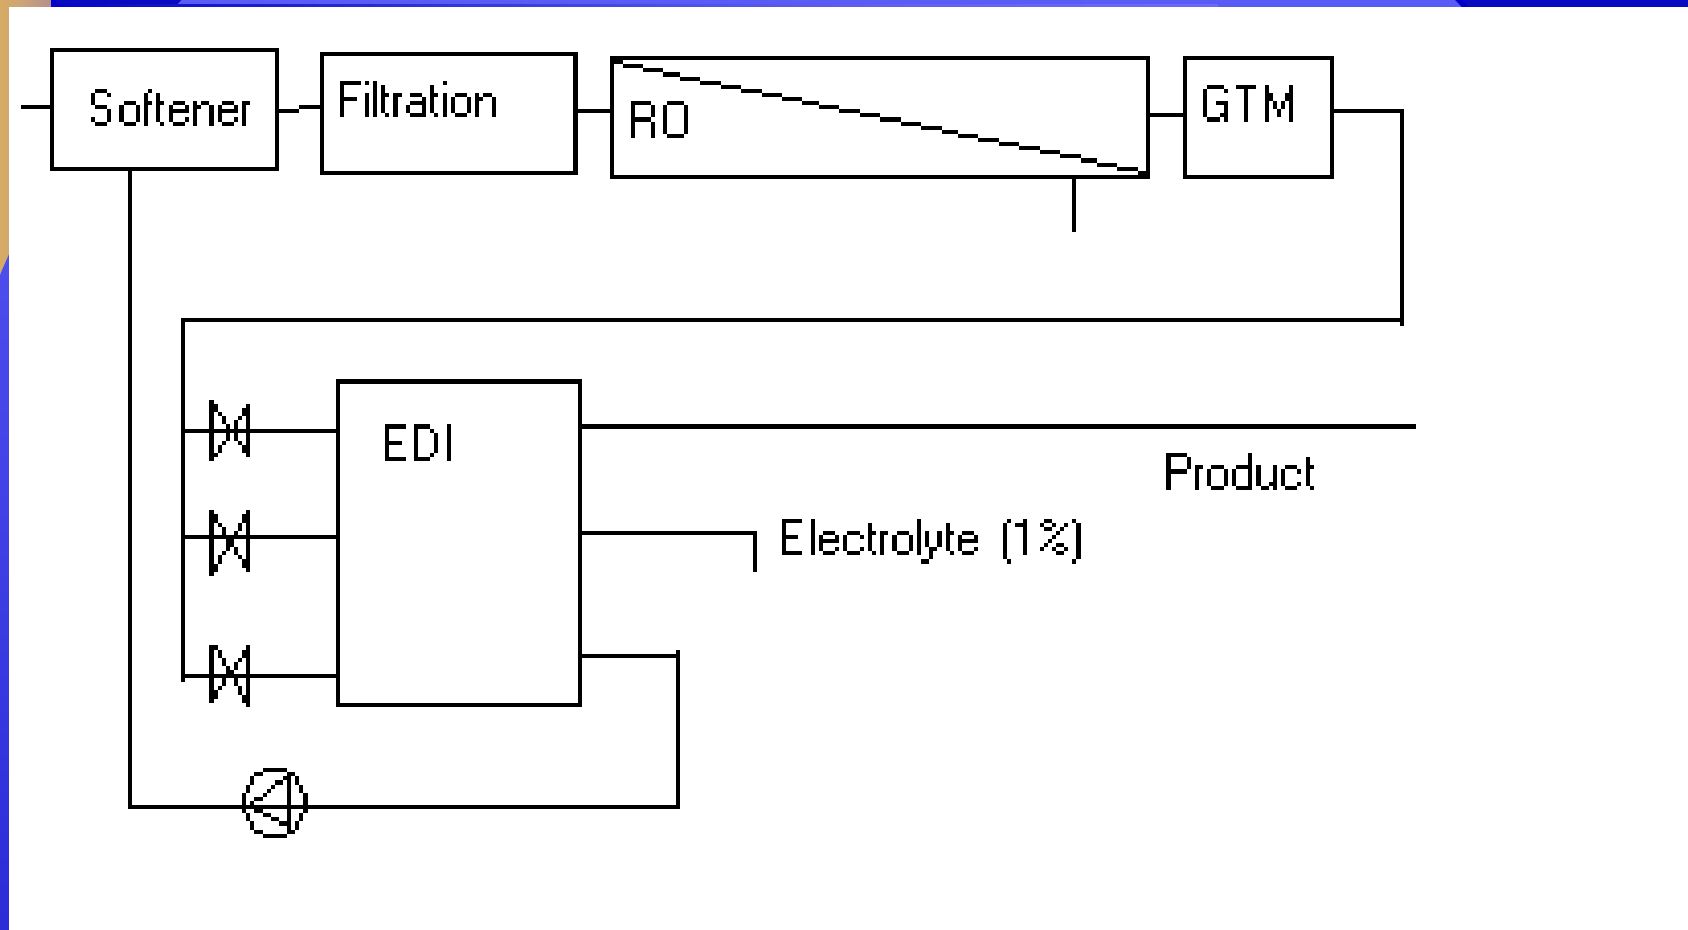 Softener
Filtration
RO
GTM
EDI
Product
Electrolyte (1%)